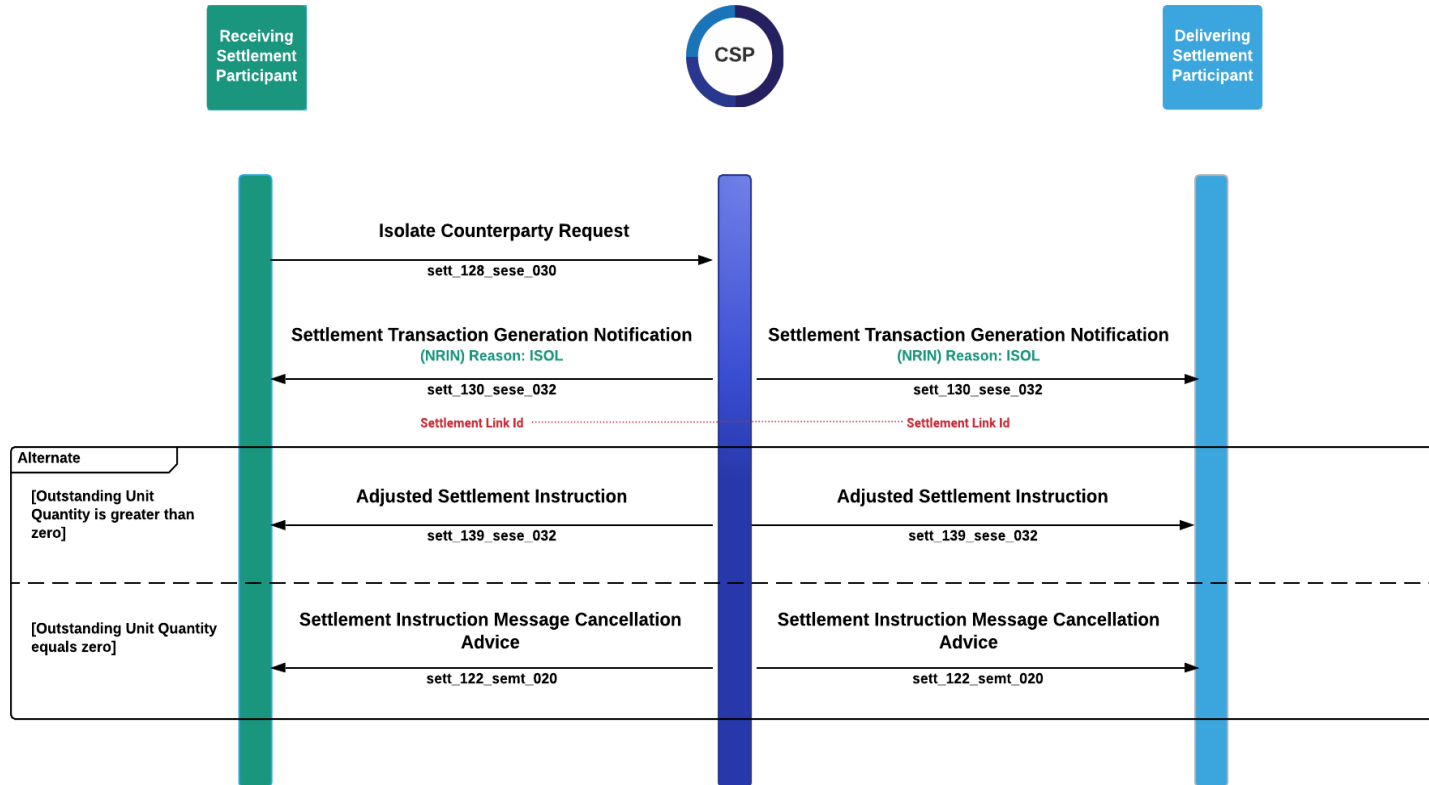 Receiving
Settlement
Participant
CSP
Delivering
Settlement
Participant
Isolate Counterparty Request
sett_128_sese_030
Settlement Transaction Generation Notification
(NRIN) Reason: ISOL
sett_130_sese_032
Settlement Transaction Generation Notification
(NRIN) Reason: ISOL
sett_130_sese_032
Settlement Link Id
Settlement Link Id
Alternate
[Outstanding Unit
Quantity is greater than
zero]
Adjusted Settlement Instruction
sett_139_sese_032
Adjusted Settlement Instruction
sett_139_sese_032
[Outstanding Unit Quantity
equals zero]
Settlement Instruction Message Cancellation
Advice
sett_122_semt_020
Settlement Instruction Message Cancellation
Advice
sett_122_semt_020